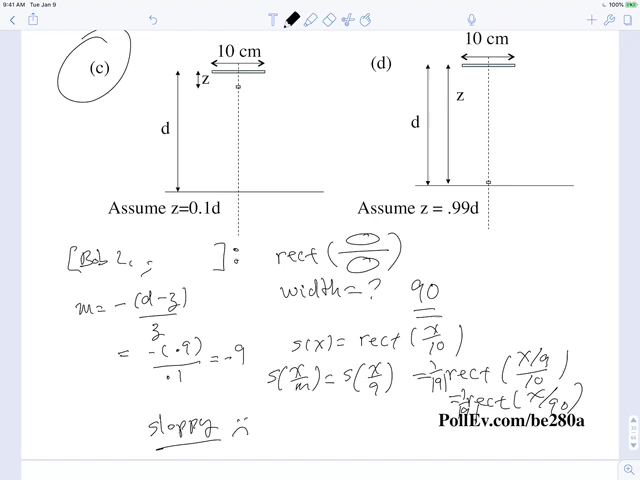 9:41 AM Tue Jan 9
100%
10 cm
(c)
z
d
Assume z=0.1d
10 cm
(d)
z
d
Assume z = .99d
[Bob L., ; ] : rect ( )
width = ? 90
m = -(d-z)/z
= -(.9)/.1 = -9
s(x) = rect (x/10)
s(x/m) = s(x/9) = rect (x/9/10)
= rect (x/90)
sloppy :(
PollEv.com/be280a